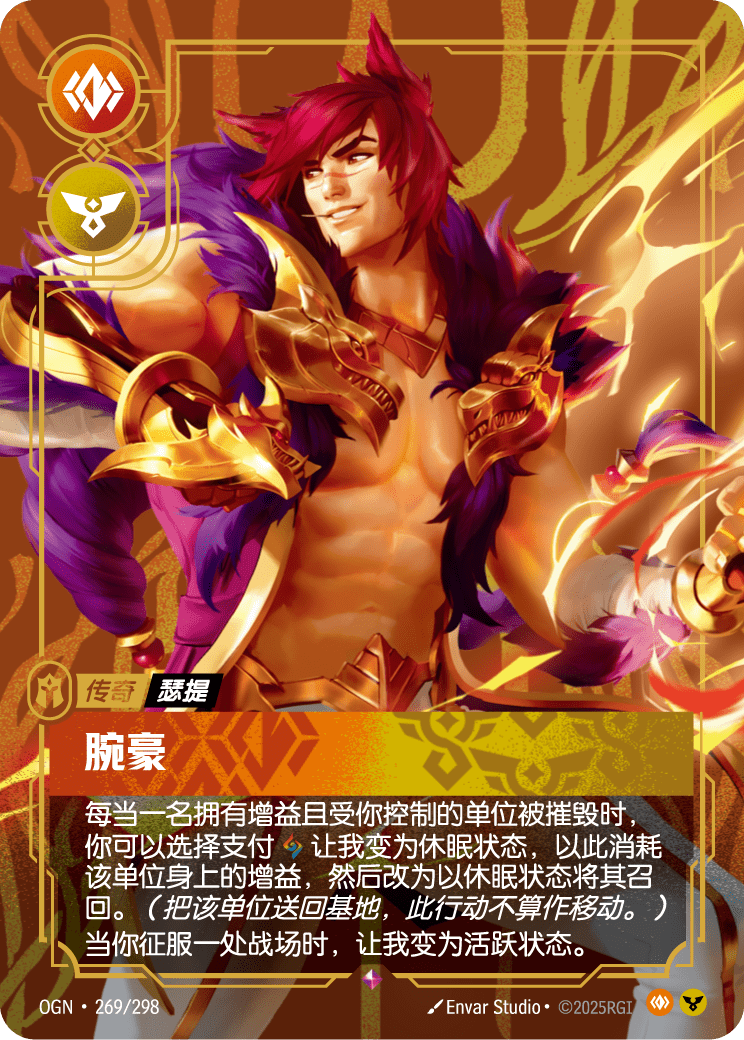 传奇 瑟提
腕豪
每当一名拥有增益且受你控制的单位被摧毁时，
你可以选择支付 让我变为休眠状态，以此消耗
该单位身上的增益，然后改为以休眠状态将其召
回。（把该单位送回基地，此行动不算作移动。）
当你征服一处战场时，让我变为活跃状态。
OGN • 269/298 Envar Studio • ©2025RGI